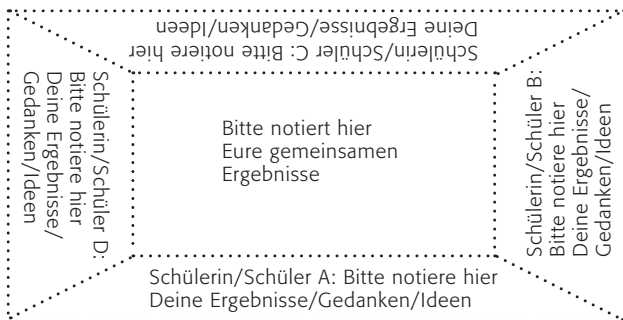 Schülerin/Schüler C: Bitte notiere hier
Deine Ergebnisse/Gedanken/Ideen
Schülerin/Schüler D:
Bitte notiere hier
Deine Ergebnisse/
Gedanken/Ideen
Bitte notiert hier
Eure gemeinsamen
Ergebnisse
Schülerin/Schüler B:
Bitte notiere hier
Deine Ergebnisse/
Gedanken/Ideen
Schülerin/Schüler A: Bitte notiere hier
Deine Ergebnisse/Gedanken/Ideen